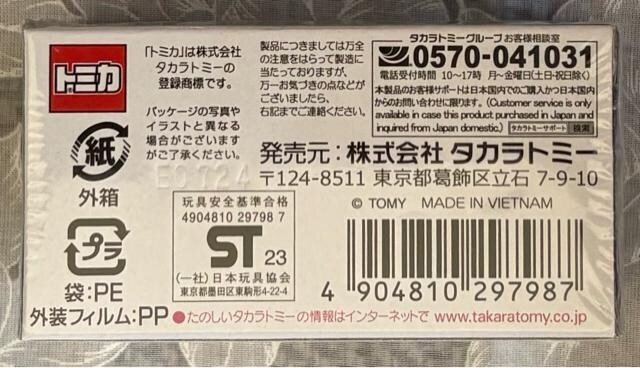 トミカ
「トミカ」は株式会社
タカラトミーの
登録商標です。
パッケージの写真や
イラストと異なる
場合がございます
がご了承ください。
紙
外箱
プラ
袋:PE
外装フィルム:PP
製品につきましては万全
の注意をはらって製造に
当たっておりますが、
万一お気づきの点などが
ございましたら、
右記までご連絡ください。
タカラトミーグループ お客様相談室
0570-041031
電話受付時間 10〜17時 月〜金曜日(土・日・祝日除く)
本製品のお客様サポートは日本国内でのご購入かつ日本国内
からのお問い合わせに限ります。(Customer service is only
available in case this product purchased in Japan and
inquired from Japan domestic.) タカラトミーサポート 検索
発売元:株式会社 タカラトミー
〒124-8511 東京都葛飾区立石 7-9-10
玩具安全基準合格
4904810 29798 7
ST 23
(一社)日本玩具協会
東京都墨田区東駒形4-22-4
© TOMY MADE IN VIETNAM
4 904810 297987
●たのしいタカラトミーの情報はインターネットで www.takaratomy.co.jp